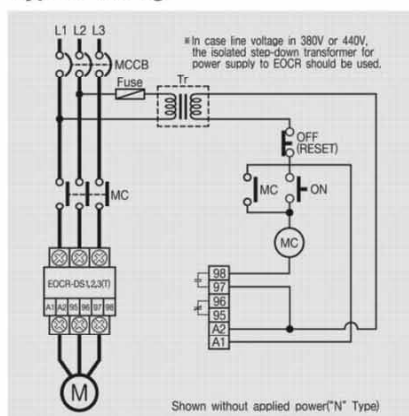 L1 L2 L3
※In case line voltage in 380V or 440V,
the isolated step-down transformer for
power supply to EOCR should be used.
MCCB
Fuse
Tr
OFF
(RESET)
MC
MC
ON
MC
EOCR-DS1,2,3(T)
A1 A2 95 96 97 98
98
97
96
95
A2
A1
M
Shown without applied power("N" Type)